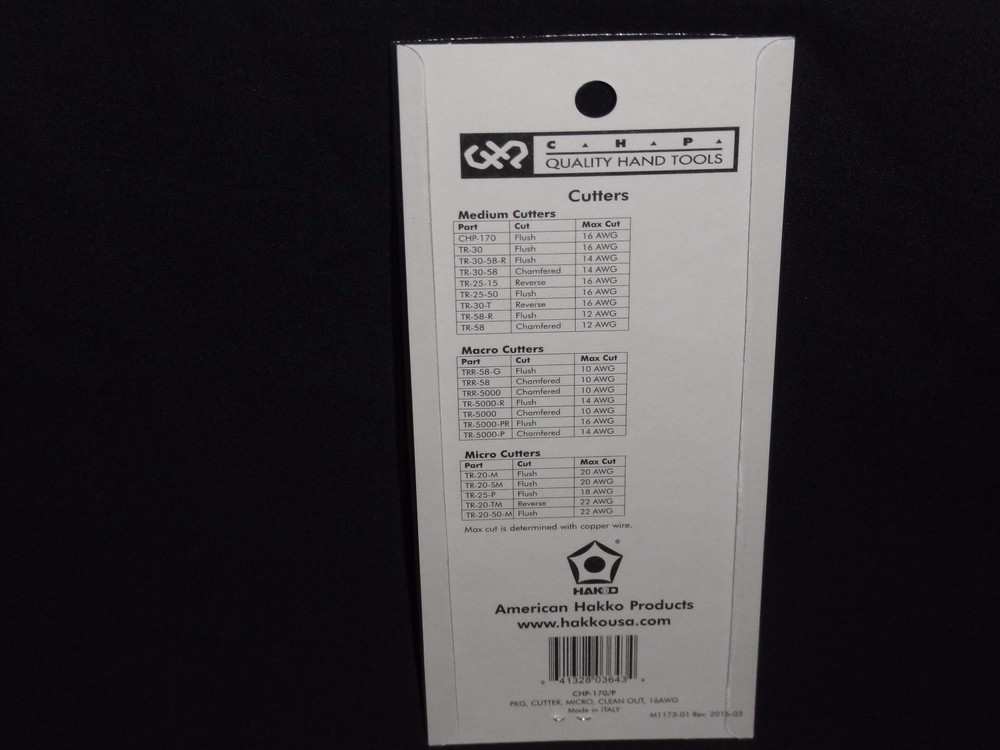 C H P
QUALITY HAND TOOLS
Cutters
Medium Cutters
Part Cut Max Cut
CHP-170 Flush 16 AWG
TR-30 Flush 16 AWG
TR-30-58-R Flush 14 AWG
TR-30-58 Chamfered 14 AWG
TR-25-15 Reverse 16 AWG
TR-25-50 Flush 16 AWG
TR-30-T Reverse 16 AWG
TR-58-R Flush 12 AWG
TR-58 Chamfered 12 AWG
Macro Cutters
Part Cut Max Cut
TRR-58-G Flush 10 AWG
TRR-58 Chamfered 10 AWG
TRR-5000 Chamfered 10 AWG
TR-5000-R Flush 14 AWG
TR-5000 Chamfered 10 AWG
TR-5000-PR Flush 16 AWG
TR-5000-P Chamfered 14 AWG
Micro Cutters
Part Cut Max Cut
TR-20-M Flush 20 AWG
TR-20-SM Flush 20 AWG
TR-25-P Flush 18 AWG
TR-20-TM Reverse 22 AWG
TR-20-50-M Flush 22 AWG
Max cut is determined with copper wire.
HAKKO
American Hakko Products
www.hakkousa.com
41328 03643
CHP-170/P
PKG, CUTTER, MICRO, CLEAN OUT, 16AWG
Made in ITALY
M1173-01 Rev. 2015-03